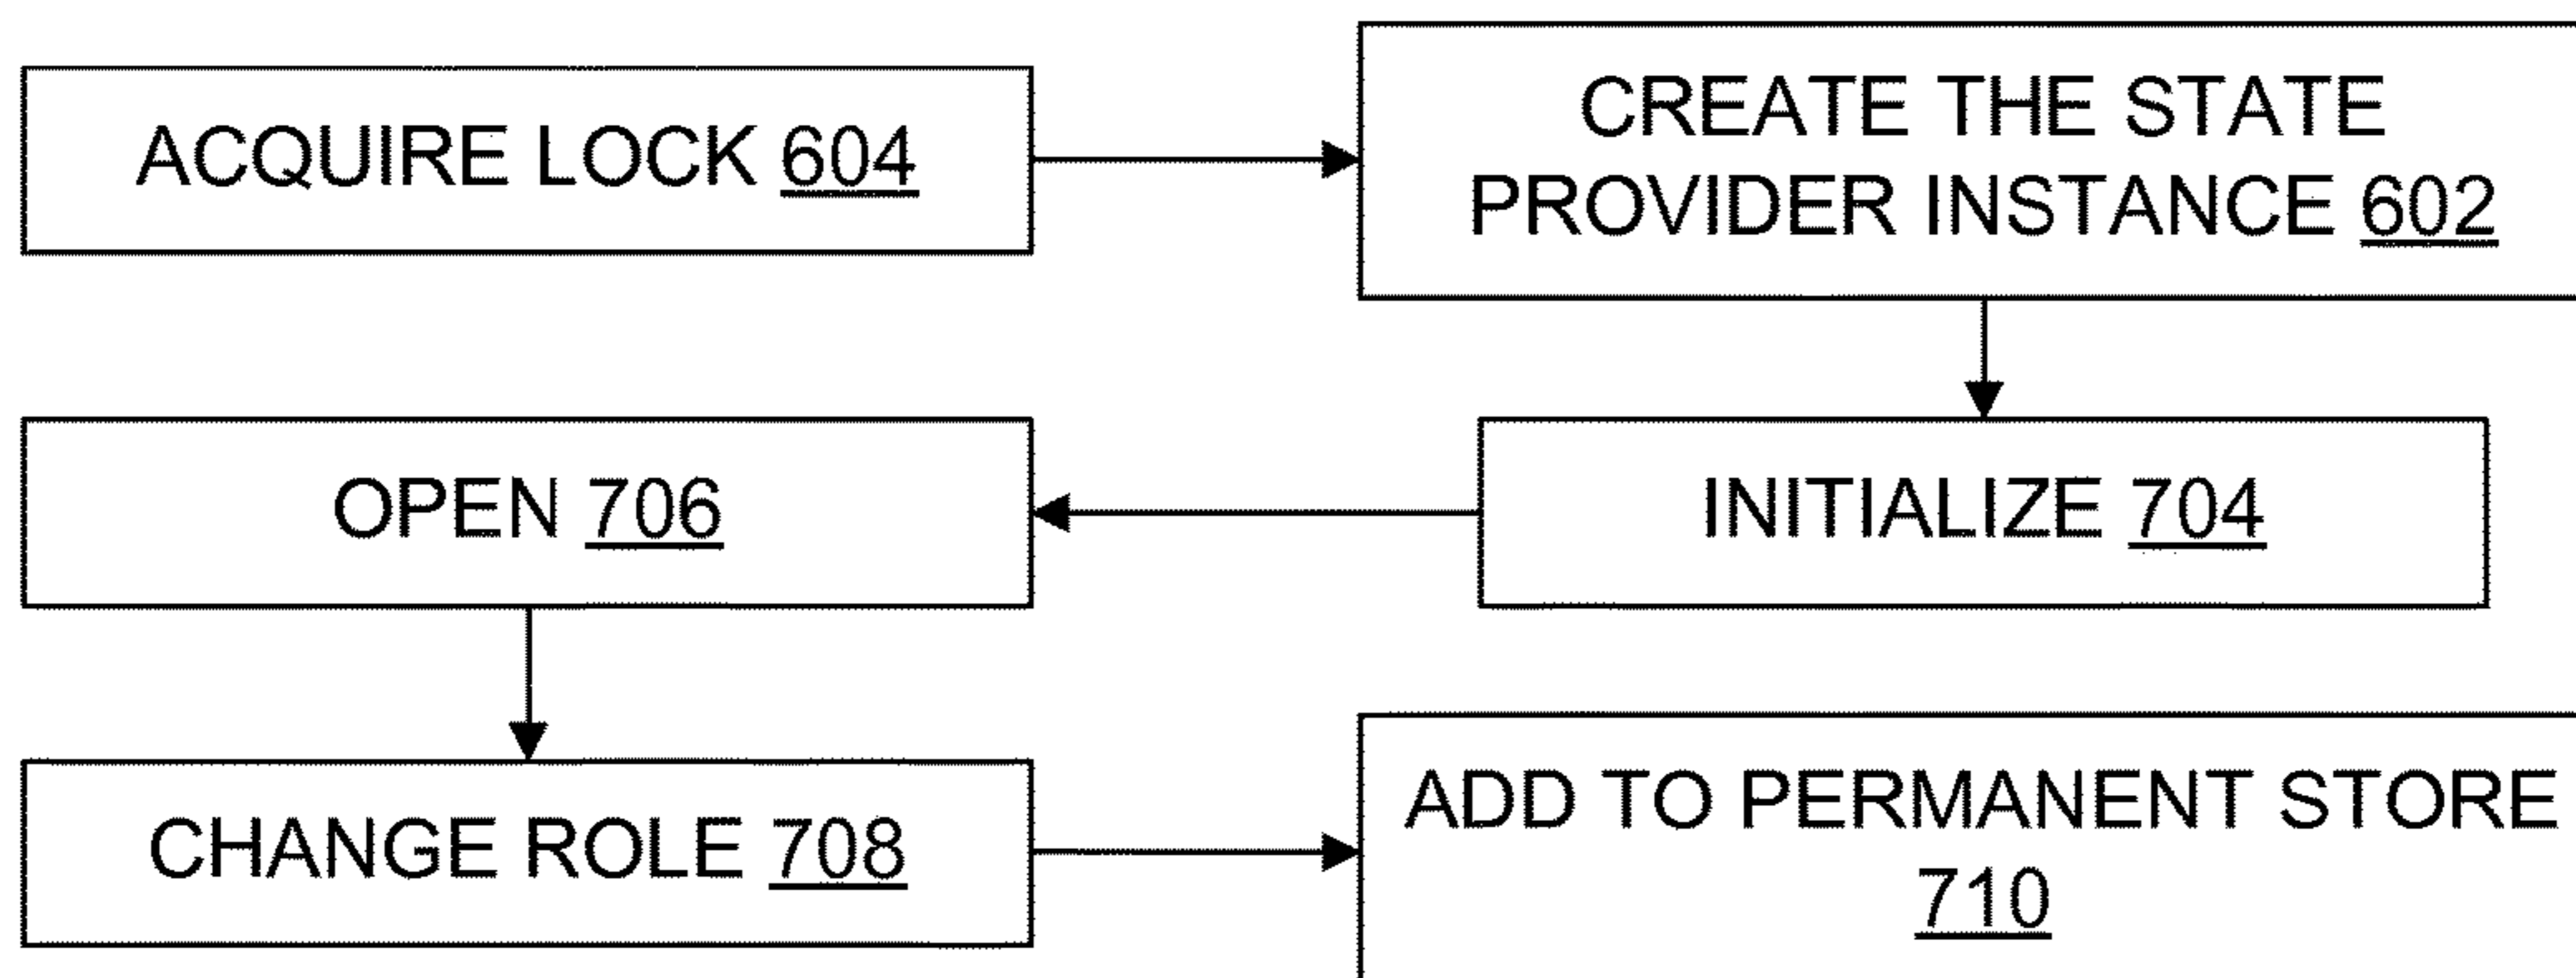 ACQUIRE LOCK 604
CREATE THE STATE
PROVIDER INSTANCE 602
OPEN 706
INITIALIZE 704
CHANGE ROLE 708
ADD TO PERMANENT STORE
710